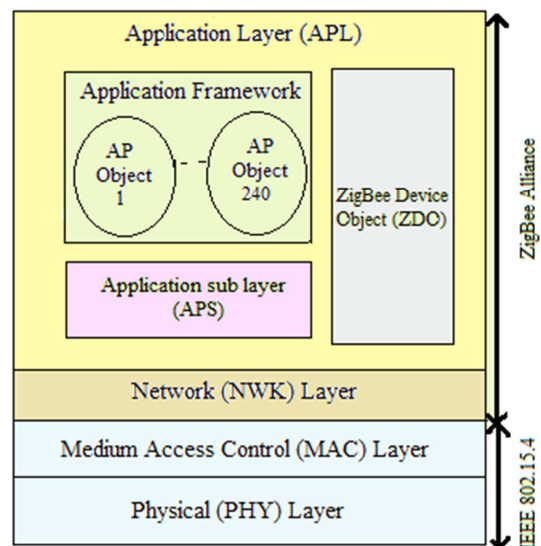 Application Layer (APL)
Application Framework
AP
Object
1
AP
Object
240
ZigBee Device
Object (ZDO)
Application sub layer
(APS)
Network (NWK) Layer
Medium Access Control (MAC) Layer
Physical (PHY) Layer
ZigBee Alliance
IEEE 802.15.4